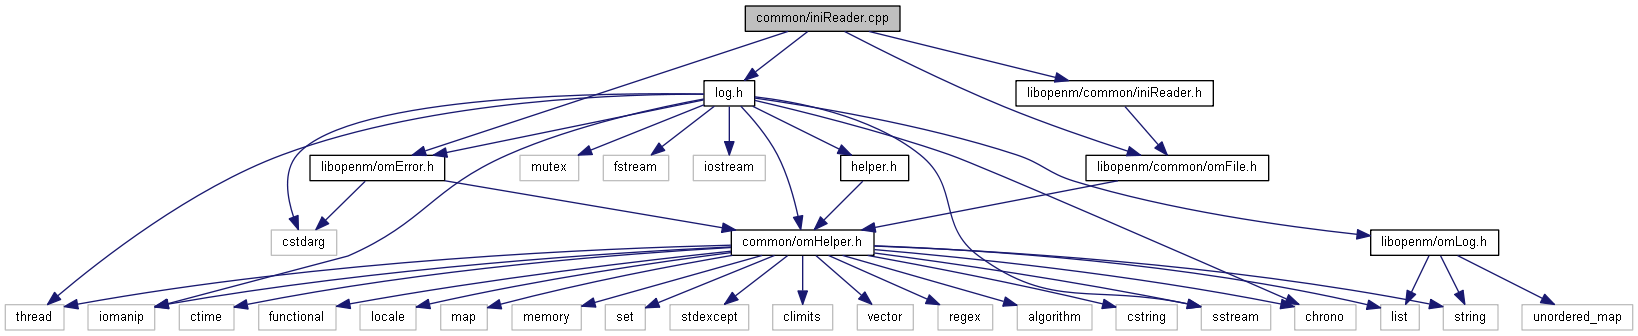 common/iniReader.cpp
log.h
libopenm/common/iniReader.h
libopenm/omError.h
mutex
fstream
iostream
helper.h
libopenm/common/omFile.h
cstdarg
common/omHelper.h
libopenm/omLog.h
thread
iomanip
ctime
functional
locale
map
memory
set
stdexcept
climits
vector
regex
algorithm
cstring
sstream
chrono
list
string
unordered_map